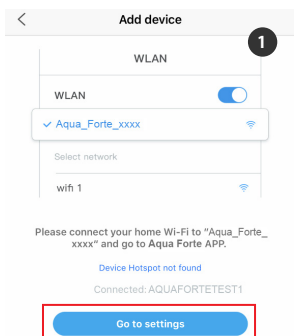 Add device
1
WLAN
WLAN
Aqua_Forte_xxxx
Select network
wifi 1
Please connect your home Wi-Fi to “Aqua_Forte_
xxxx“ and go to Aqua Forte APP.
Device Hotspot not found
Connected: AQUAFORTETEST1
Go to settings